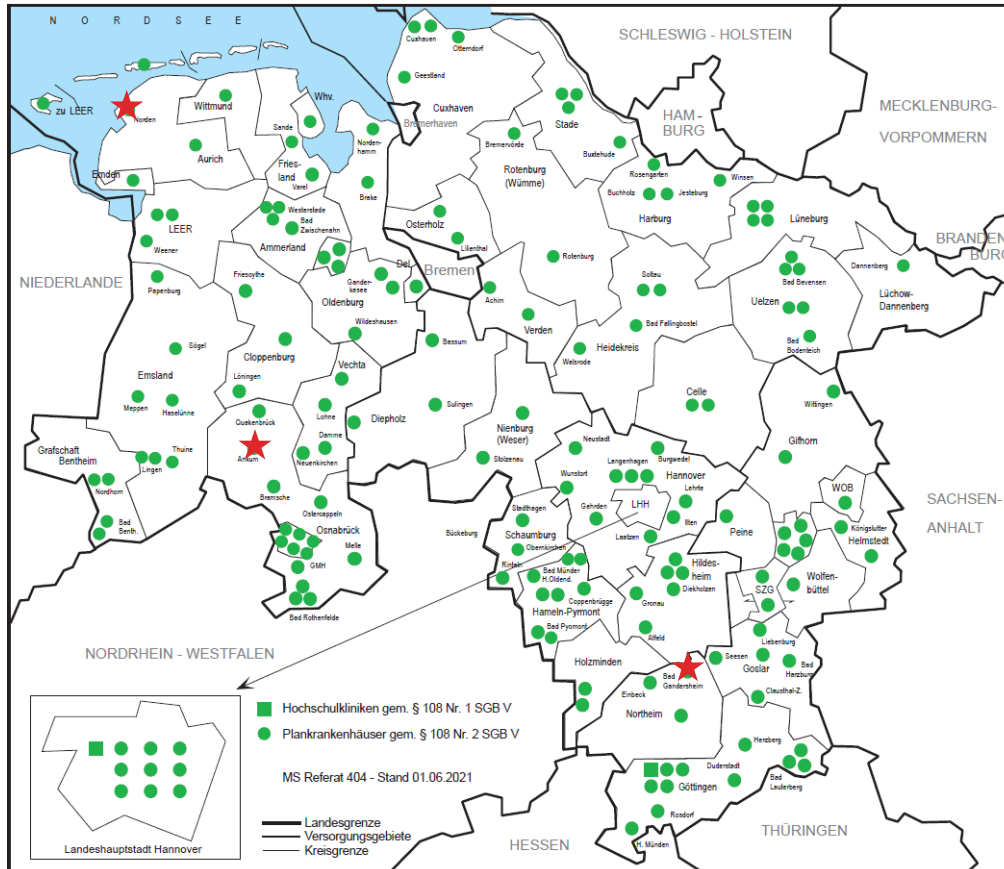 N O R D S E E
SCHLESWIG - HOLSTEIN
MECKLENBURG-
VORPOMMERN
HAM-
BURG
BRANDEN
BURG
NIEDERLANDE
Bremen
Bremerhaven
SACHSEN-
ANHALT
NORDRHEIN - WESTFALEN
HESSEN
THÜRINGEN
Cuxhaven
Otterndorf
Geestland
Cuxhaven
zu LEER
Norden
Wittmund
Whv.
Sande
Aurich
Fries-
land
Varel
Norden-
hamm
Brake
Emden
LEER
Weener
Papenburg
Westerstede
Bad
Zwischenahn
Ammerland
Friesoythe
Oldenburg
Gander-
kesee
Del.
Wildeshausen
Stade
Bremervörde
Buxtehude
Rotenburg
(Wümme)
Osterholz
Lilienthal
Rotenburg
Achim
Verden
Rosengarten
Buchholz
Jesteburg
Harburg
Winsen
Lüneburg
Dannenberg
Lüchow-
Dannenberg
Bad Bevensen
Uelzen
Bad
Bodenteich
Soltau
Bad Fallingbostel
Heidekreis
Walsrode
Celle
Wittingen
Gifhorn
Sögel
Emsland
Meppen
Haselünne
Cloppenburg
Löningen
Vechta
Lohne
Damme
Neuenkirchen
Quakenbrück
Ankum
Bramsche
Bassum
Sulingen
Diepholz
Nienburg
(Weser)
Stolzenau
Grafschaft
Bentheim
Nordhorn
Bad
Benth.
Lingen
Thuine
Ostercappeln
Osnabrück
Melle
GMH
Bad Rothenfelde
Neustadt
Wunstorf
Langenhagen
Burgwedel
Hannover
Lehrte
Ilten
LHH
Gehrden
Laatzen
Stadthagen
Bückeburg
Schaumburg
Obernkirchen
Rinteln
Bad Münder
H.Oldend.
Coppenbrügge
Hameln-Pyrmont
Bad Pyomont
Peine
WOB
Königslutter
Helmstedt
Wolfen-
büttel
SZG
Hildes-
heim
Diekholzen
Gronau
Alfeld
Holzminden
Einbeck
Bad
Gandersheim
Northeim
Seesen
Liebenburg
Goslar
Bad
Harzburg
Clausthal-Z.
Herzberg
Bad
Lauterberg
Duderstadt
Göttingen
Rosdorf
H. Münden
Hochschulkliniken gem. § 108 Nr. 1 SGB V
Plankrankenhäuser gem. § 108 Nr. 2 SGB V
MS Referat 404 - Stand 01.06.2021
Landesgrenze
Versorgungsgebiete
Kreisgrenze
Landeshauptstadt Hannover